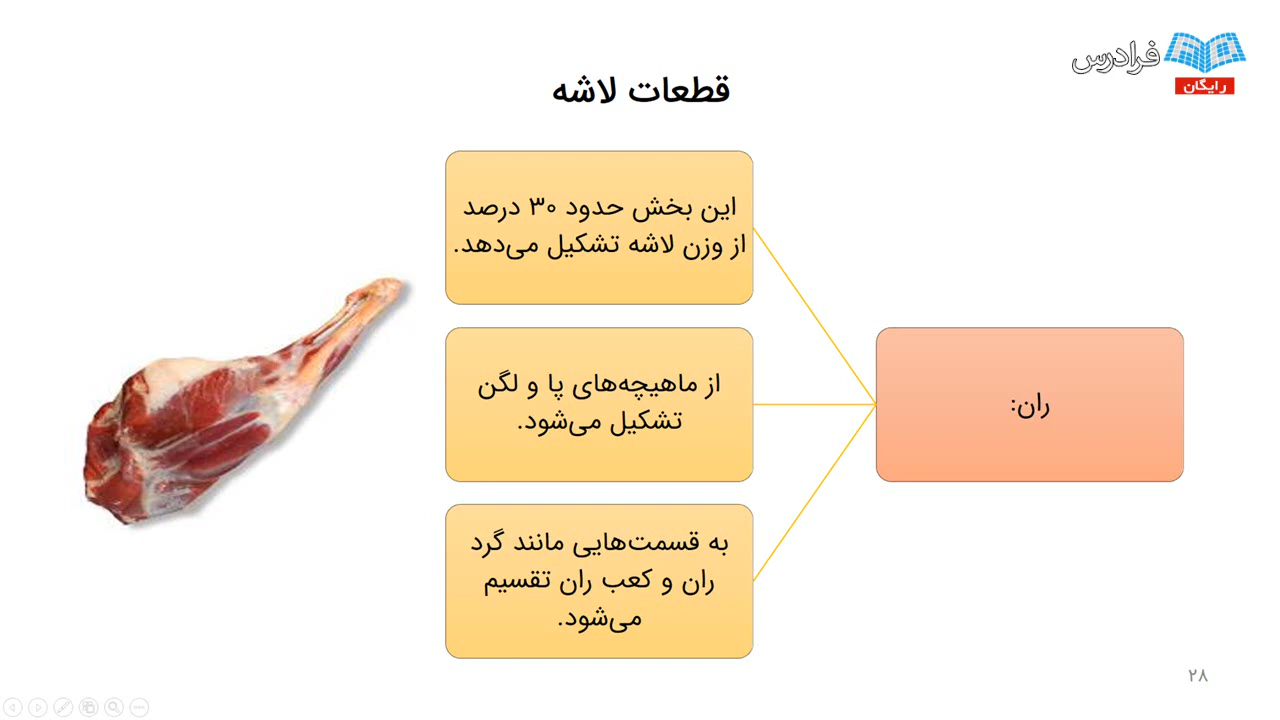 فرادرس
رایگان
قطعات لاشه
ران:
این بخش حدود ۳۰ درصد
از وزن لاشه تشکیل می‌دهد.
از ماهیچه‌های پا و لگن
تشکیل می‌شود.
به قسمت‌هایی مانند گرد
ران و کعب ران تقسیم
می‌شود.
۲۸